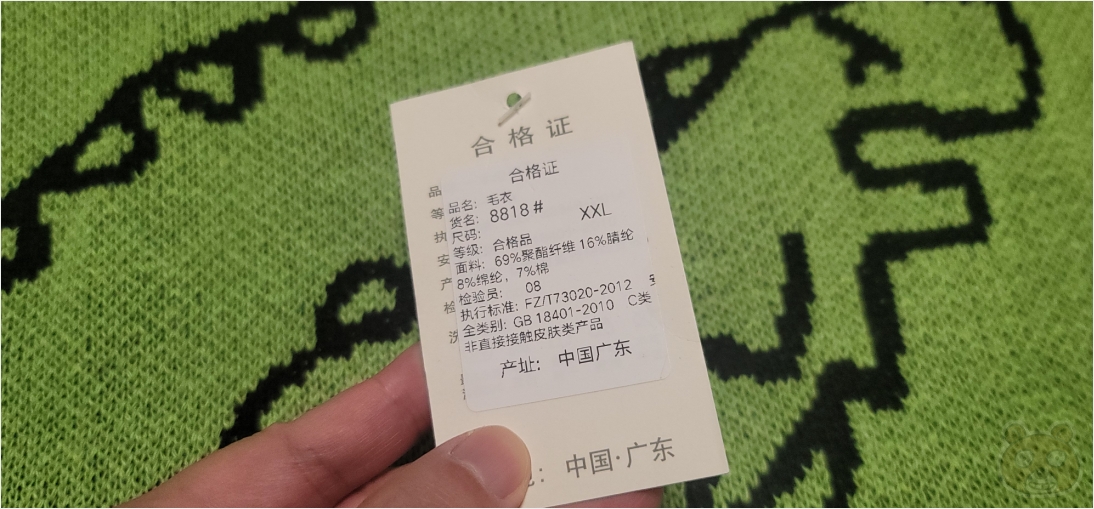 合格证
合格证
品
品名: 毛衣
等
货名: 8818# XXL
执
尺码:
安
等级: 合格品
面料: 69%聚酯纤维 16%腈纶
产
8%绵纶, 7%棉
检
检验员: 08
执行标准: FZ/T73020-2012
洗
全类别: GB 18401-2010 C类
非直接接触皮肤类产品
产址: 中国广东
: 中国·广东